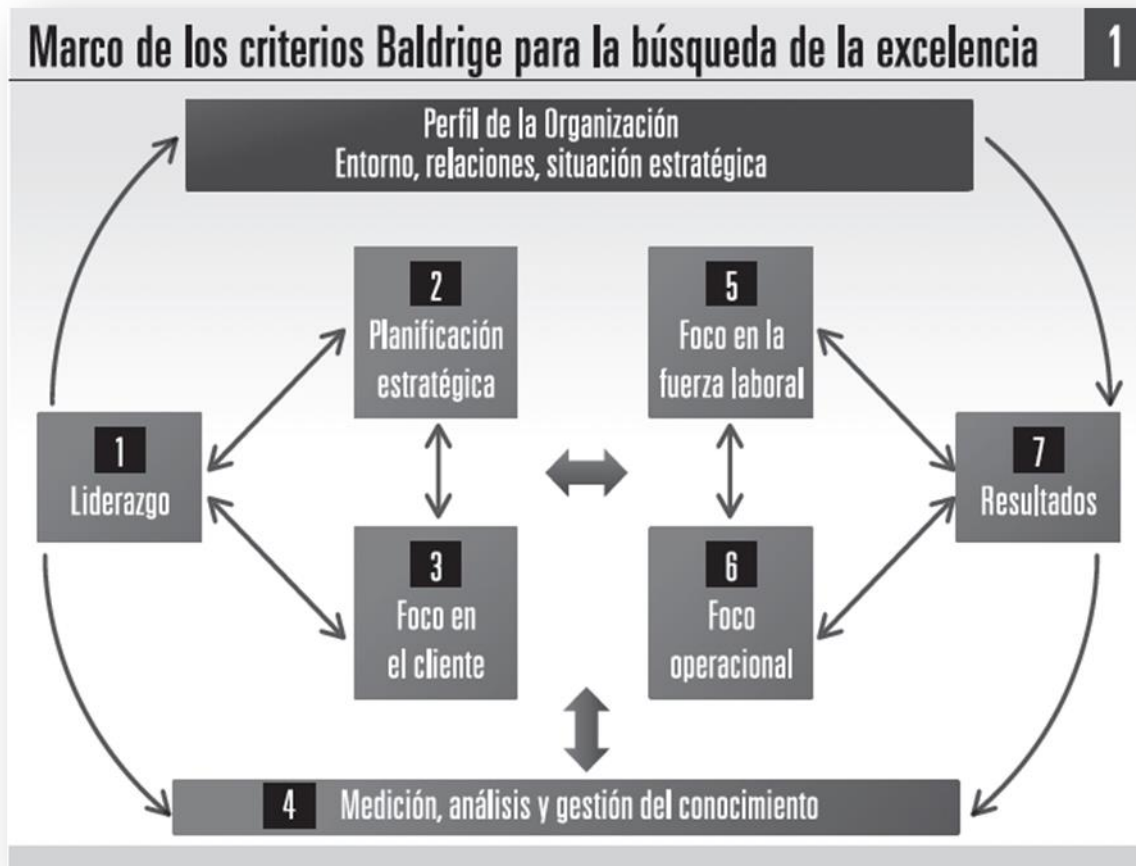 Marco de los criterios Baldrige para la búsqueda de la excelencia
1
Perfil de la Organización
Entorno, relaciones, situación estratégica
2
Planificación
estratégica
5
Foco en la
fuerza laboral
1
Liderazgo
7
Resultados
3
Foco en
el cliente
6
Foco
operacional
4 Medición, análisis y gestión del conocimiento